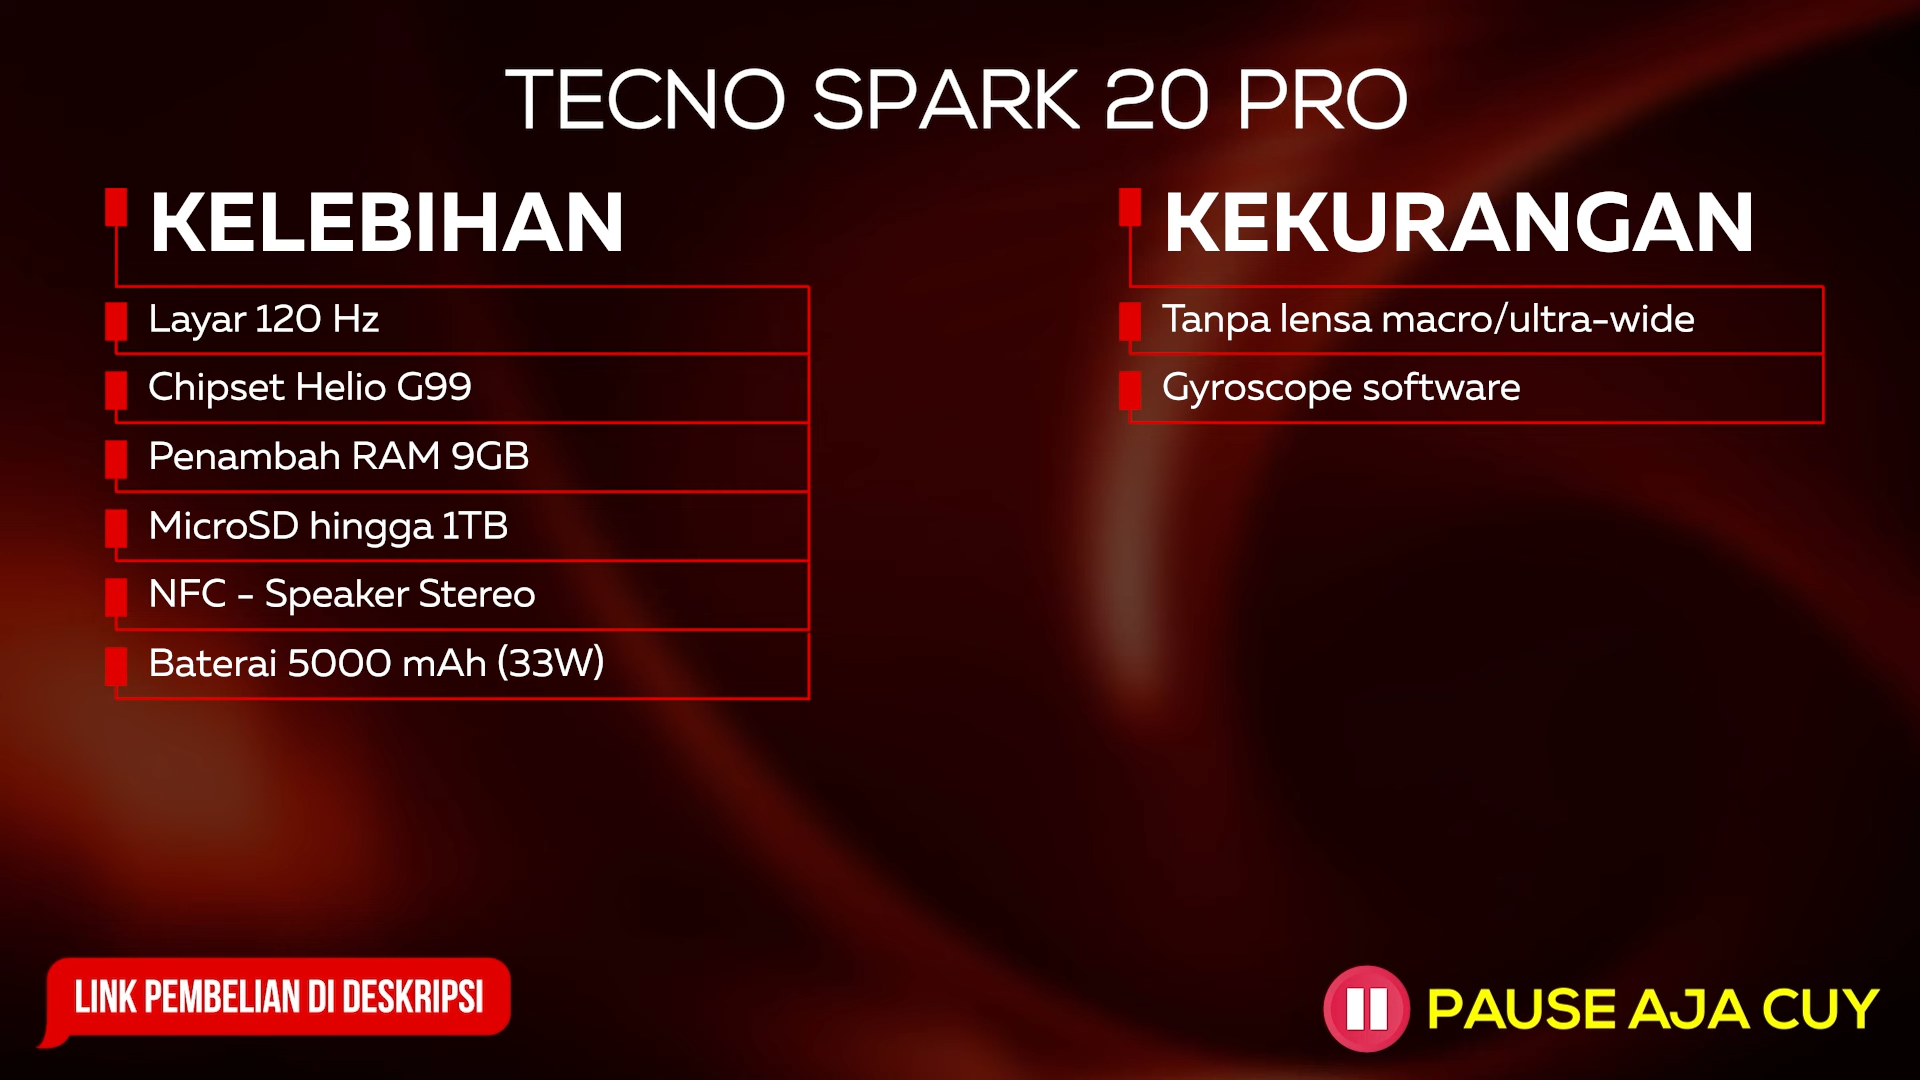 TECNO SPARK 20 PRO
KELEBIHAN
Layar 120 Hz
Chipset Helio G99
Penambah RAM 9GB
MicroSD hingga 1TB
NFC - Speaker Stereo
Baterai 5000 mAh (33W)
KEKURANGAN
Tanpa lensa macro/ultra-wide
Gyroscope software
LINK PEMBELIAN DI DESKRIPSI
PAUSE AJA CUY